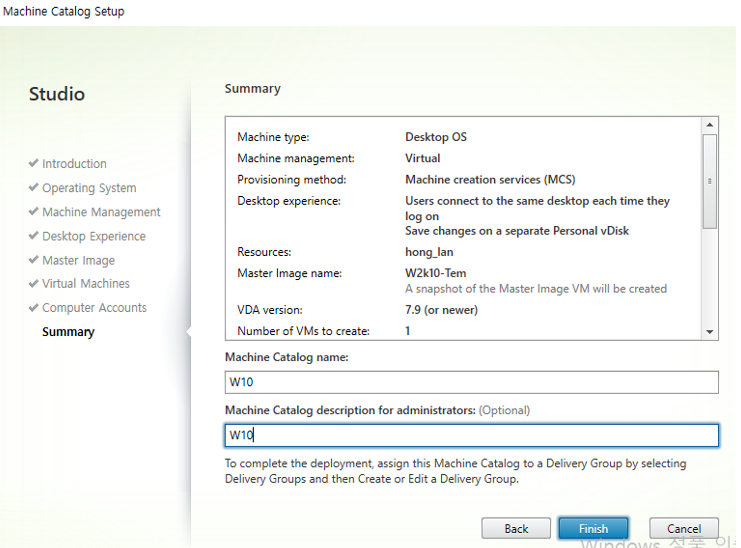 Machine Catalog Setup
Studio
✔ Introduction
✔ Operating System
✔ Machine Management
✔ Desktop Experience
✔ Master Image
✔ Virtual Machines
✔ Computer Accounts
Summary
Summary
Machine type: Desktop OS
Machine management: Virtual
Provisioning method: Machine creation services (MCS)
Desktop experience: Users connect to the same desktop each time they
log on
Save changes on a separate Personal vDisk
Resources: hong_lan
Master Image name: W2k10-Tem
A snapshot of the Master Image VM will be created
VDA version: 7.9 (or newer)
Number of VMs to create: 1
Machine Catalog name:
W10
Machine Catalog description for administrators: (Optional)
W10
To complete the deployment, assign this Machine Catalog to a Delivery Group by selecting
Delivery Groups and then Create or Edit a Delivery Group.
Back Finish Cancel
Windows 정품